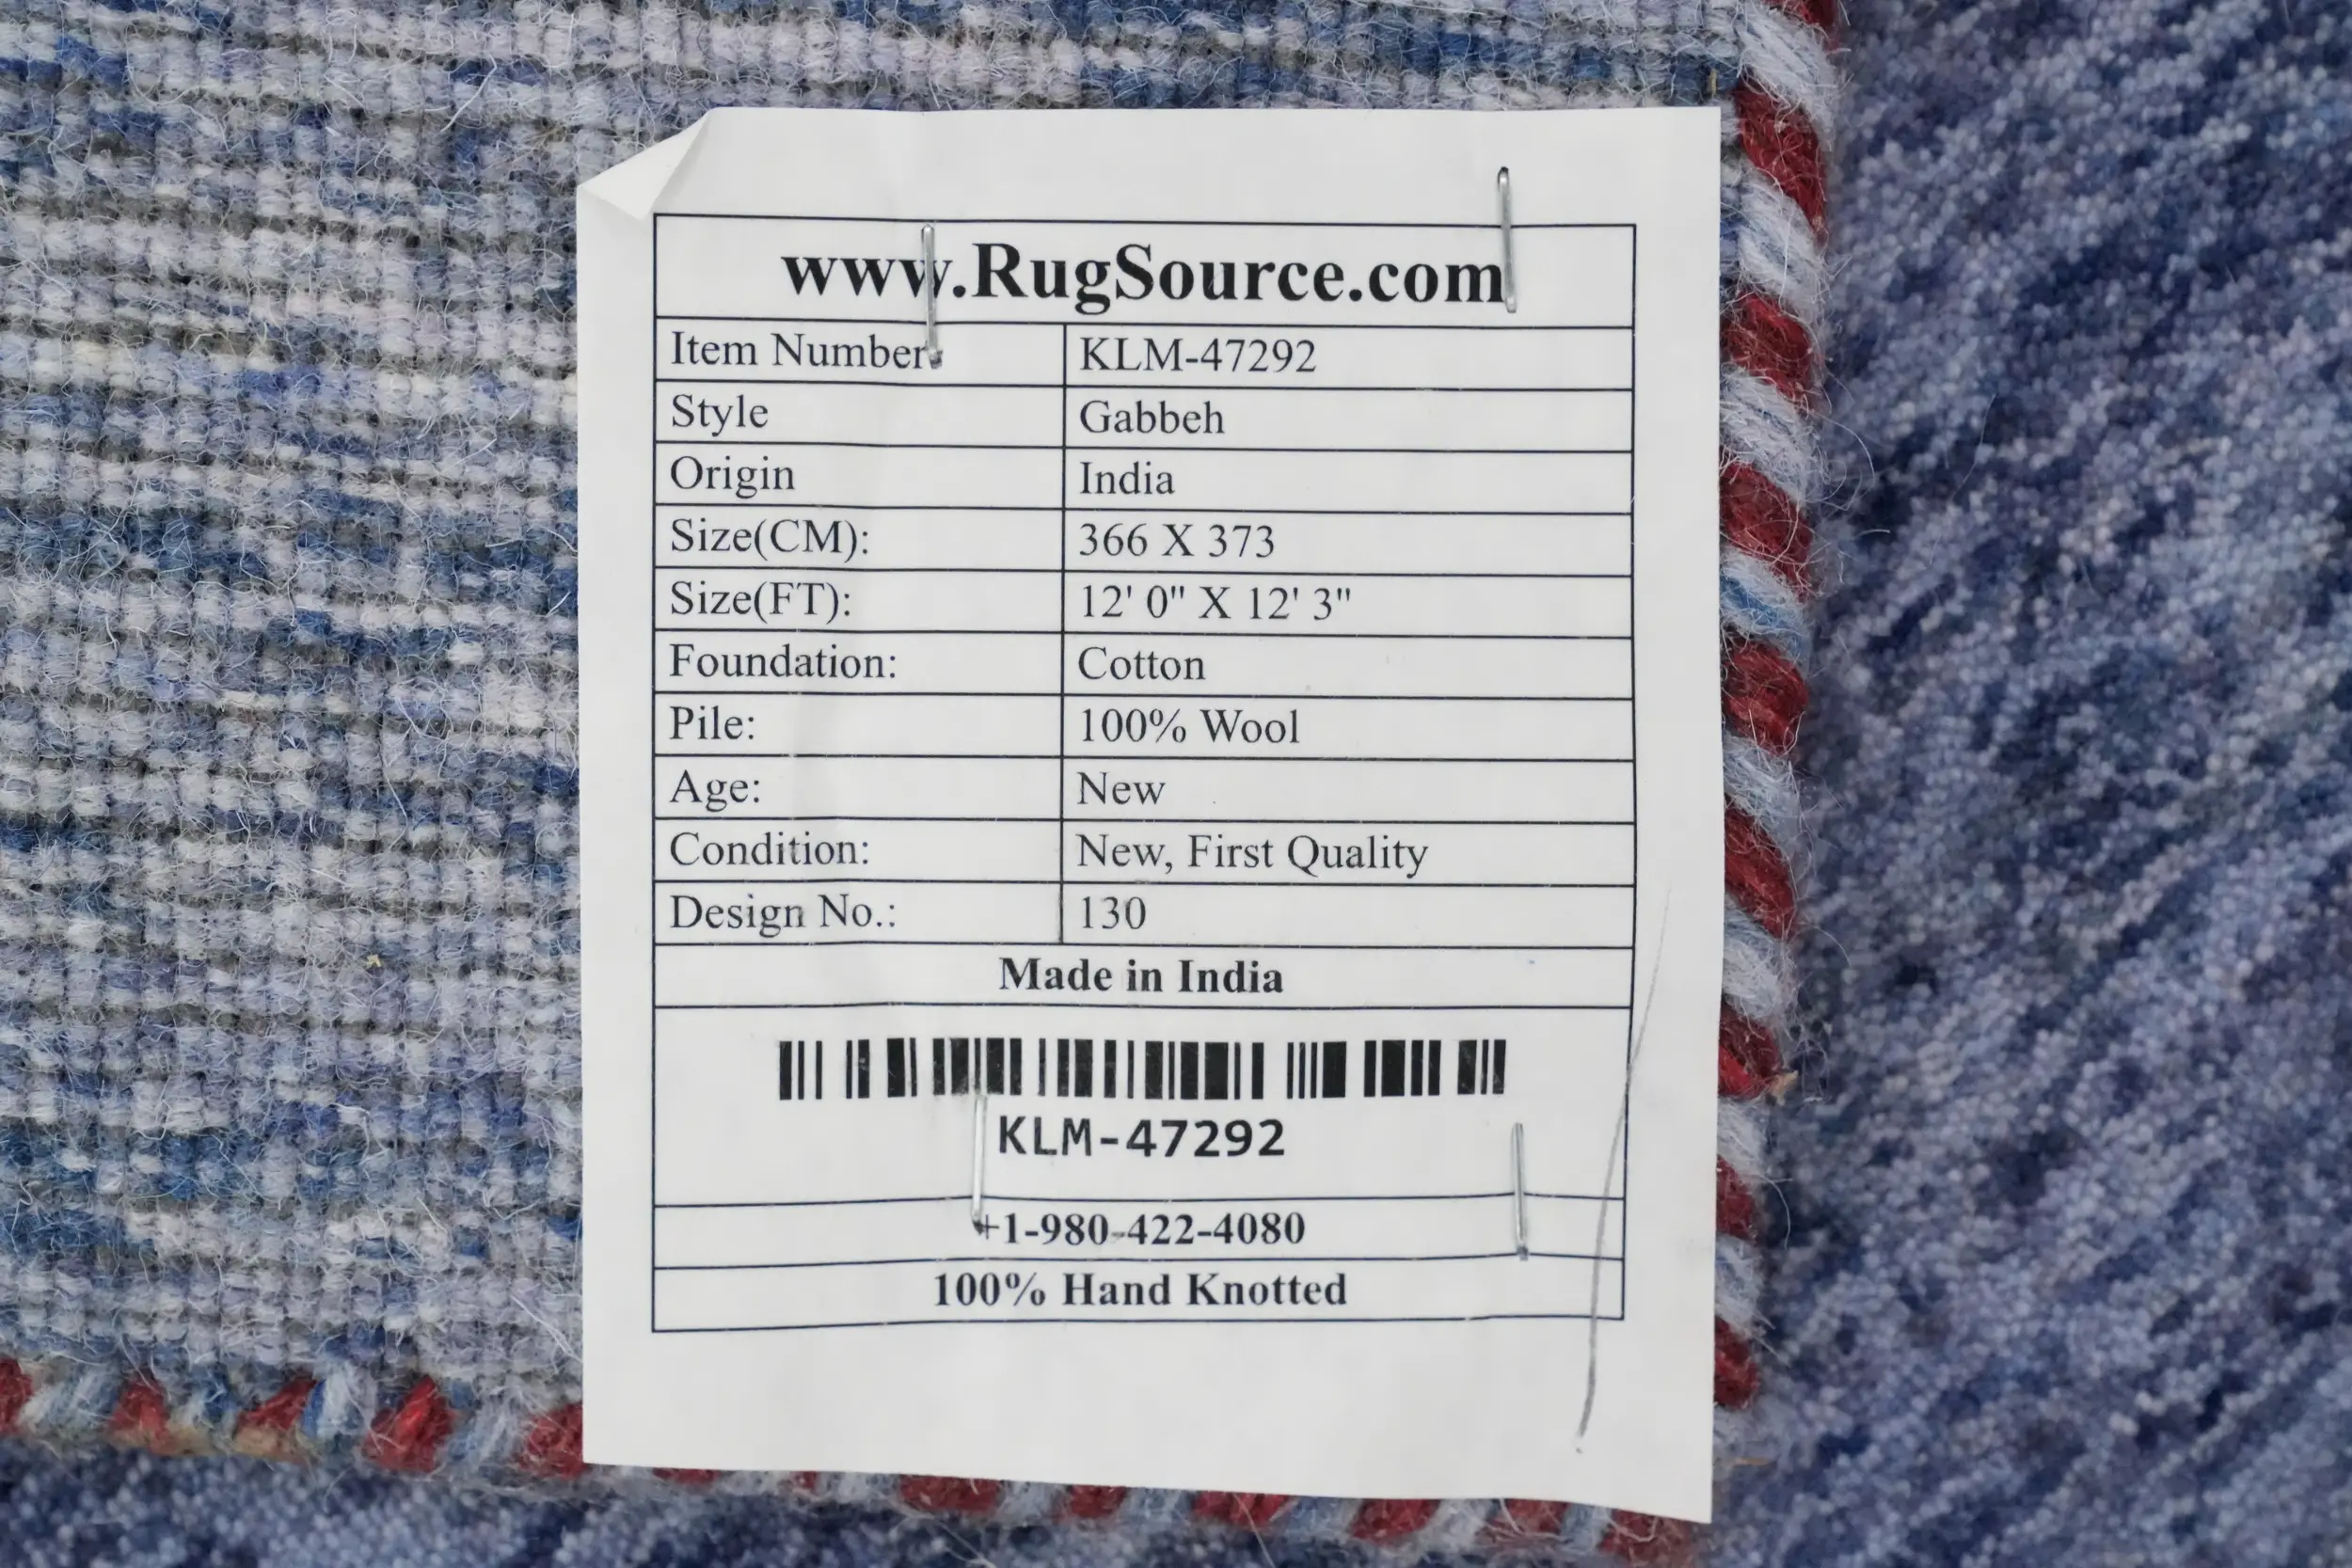 www.RugSource.com
Item Number: KLM-47292
Style Gabbeh
Origin India
Size(CM): 366 X 373
Size(FT): 12' 0" X 12' 3"
Foundation: Cotton
Pile: 100% Wool
Age: New
Condition: New, First Quality
Design No.: 130
Made in India
KLM-47292
+1-980-422-4080
100% Hand Knotted